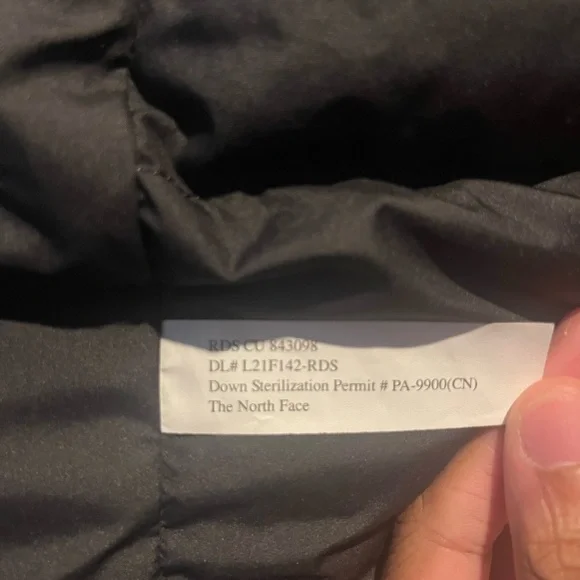 RDS CU 843098
DL# L21F142-RDS
Down Sterilization Permit # PA-9900(CN)
The North Face